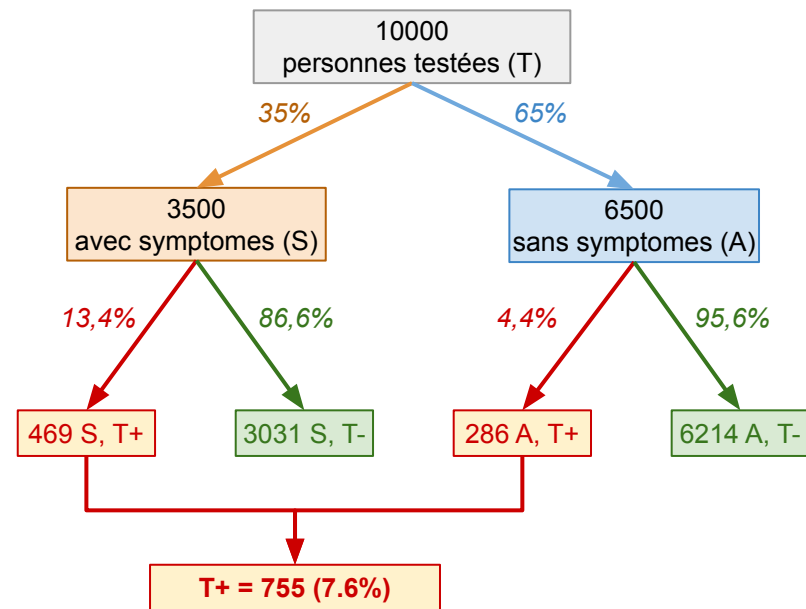 10000
personnes testées (T)
35%
65%
3500
avec symptomes (S)
6500
sans symptomes (A)
13,4%
86,6%
4,4%
95,6%
469 S, T+
3031 S, T-
286 A, T+
6214 A, T-
T+ = 755 (7.6%)